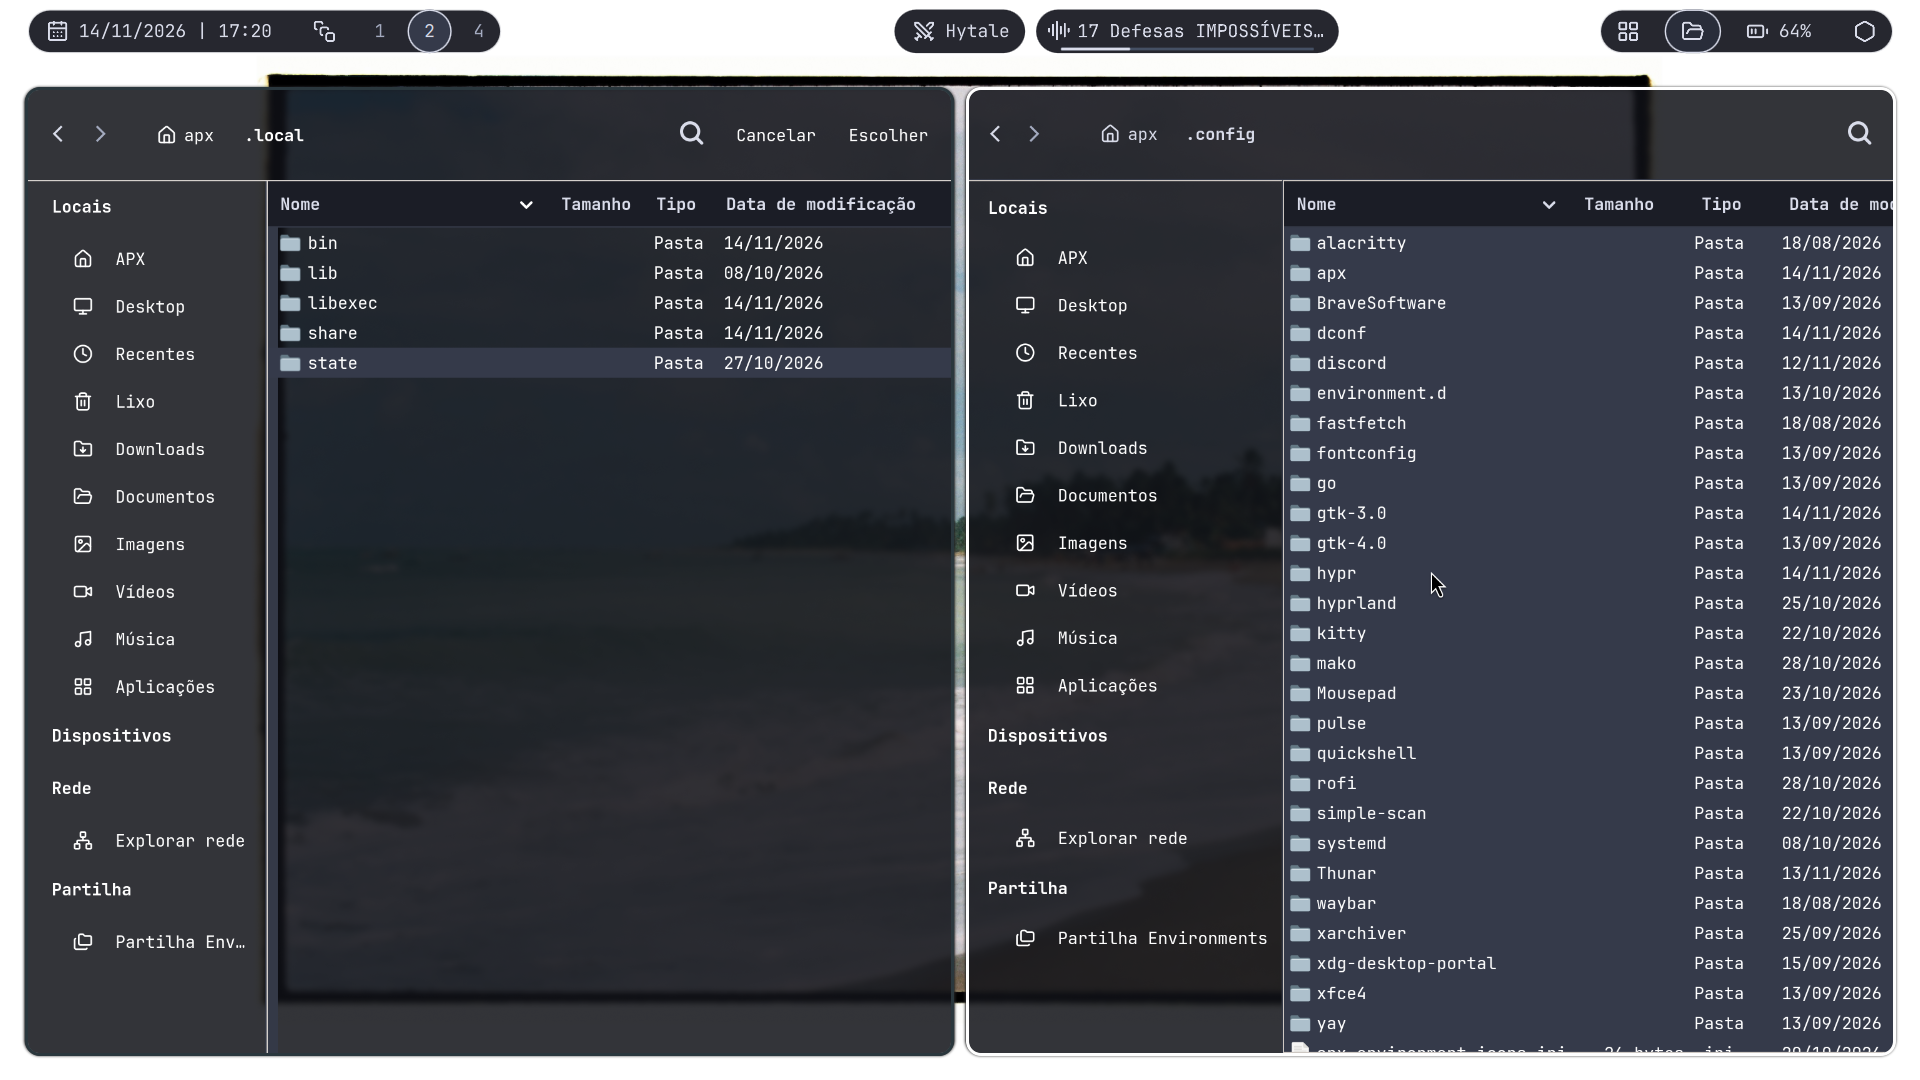 14/11/2026 | 17:20
1
2
4
Hytale
17 Defesas IMPOSSÍVEIS…
64%
apx
.local
Cancelar
Escolher
Locais
APX
Desktop
Recentes
Lixo
Downloads
Documentos
Imagens
Vídeos
Música
Aplicações
Dispositivos
Rede
Explorar rede
Partilha
Partilha Env…
Nome Tamanho Tipo Data de modificação
bin Pasta 14/11/2026
lib Pasta 08/10/2026
libexec Pasta 14/11/2026
share Pasta 14/11/2026
state Pasta 27/10/2026
apx
.config
Locais
APX
Desktop
Recentes
Lixo
Downloads
Documentos
Imagens
Vídeos
Música
Aplicações
Dispositivos
Rede
Explorar rede
Partilha
Partilha Environments
Nome Tamanho Tipo Data de mo
alacritty Pasta 18/08/2026
apx Pasta 14/11/2026
BraveSoftware Pasta 13/09/2026
dconf Pasta 14/11/2026
discord Pasta 12/11/2026
environment.d Pasta 13/10/2026
fastfetch Pasta 18/08/2026
fontconfig Pasta 13/09/2026
go Pasta 13/09/2026
gtk-3.0 Pasta 14/11/2026
gtk-4.0 Pasta 13/09/2026
hypr Pasta 14/11/2026
hyprland Pasta 25/10/2026
kitty Pasta 22/10/2026
mako Pasta 28/10/2026
Mousepad Pasta 23/10/2026
pulse Pasta 13/09/2026
quickshell Pasta 13/09/2026
rofi Pasta 28/10/2026
simple-scan Pasta 22/10/2026
systemd Pasta 08/10/2026
Thunar Pasta 13/11/2026
waybar Pasta 18/08/2026
xarchiver Pasta 25/09/2026
xdg-desktop-portal Pasta 15/09/2026
xfce4 Pasta 13/09/2026
yay Pasta 13/09/2026